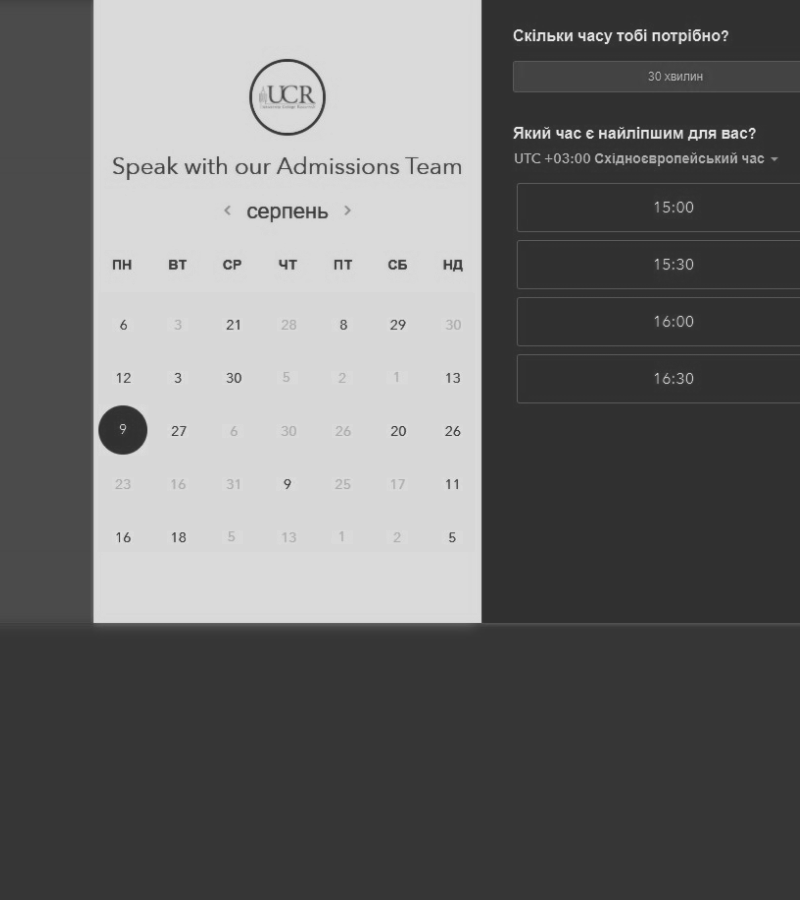 UCR
Speak with our Admissions Team
< серпень >
ПН ВТ СР ЧТ ПТ СБ НД
6 3 21 28 8 29 30
12 3 30 5 2 1 13
9 27 6 30 26 20 26
23 16 31 9 25 17 11
16 18 5 13 1 2 5
Скільки часу тобі потрібно?
30 хвилин
Який час є найліпшим для вас?
UTC +03:00 Східноєвропейський час
15:00
15:30
16:00
16:30